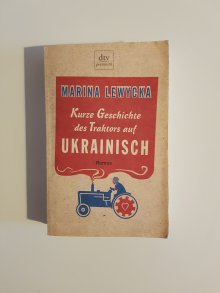 dtv
premium
MARINA LEWYCKA
Kurze Geschichte
des Traktors auf
UKRAINISCH
Roman